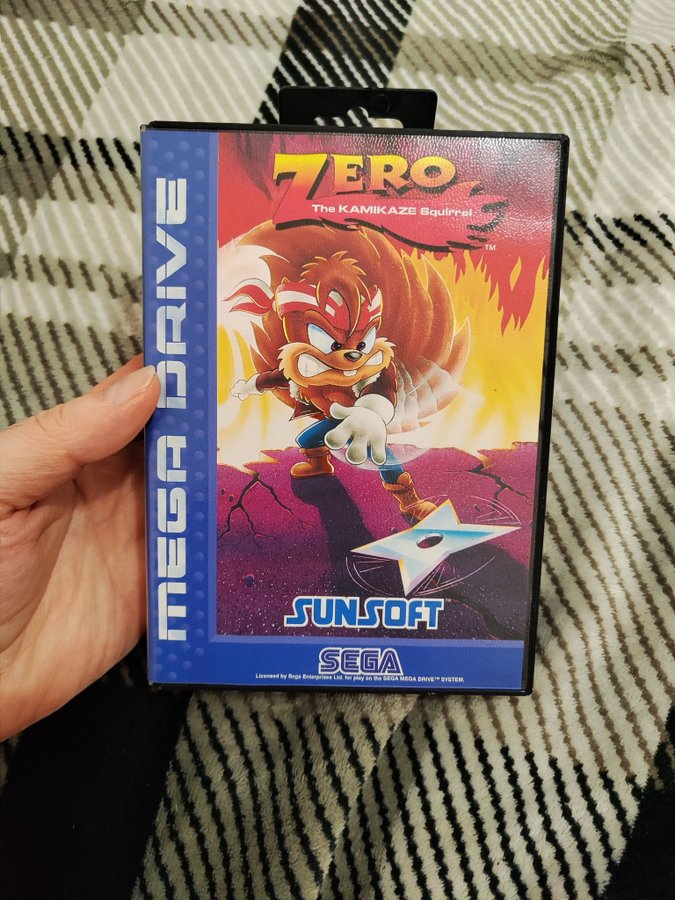 MEGA DRIVE
ZERO
The KAMIKAZE Squirrel
TM
SUNSOFT
SEGA
Licensed by Sega Enterprises Ltd. for play on the SEGA MEGA DRIVE™ SYSTEM.